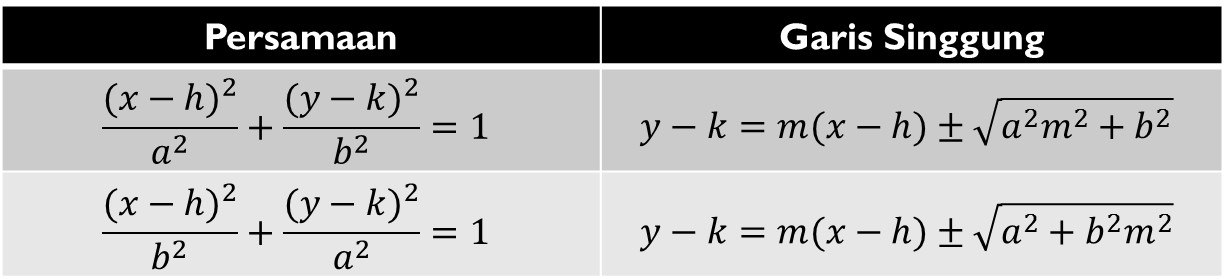 Persamaan Garis Singgung
(x − h)²/a² + (y − k)²/b² = 1 y − k = m(x − h) ± √(a²m² + b²)
(x − h)²/b² + (y − k)²/a² = 1 y − k = m(x − h) ± √(a² + b²m²)